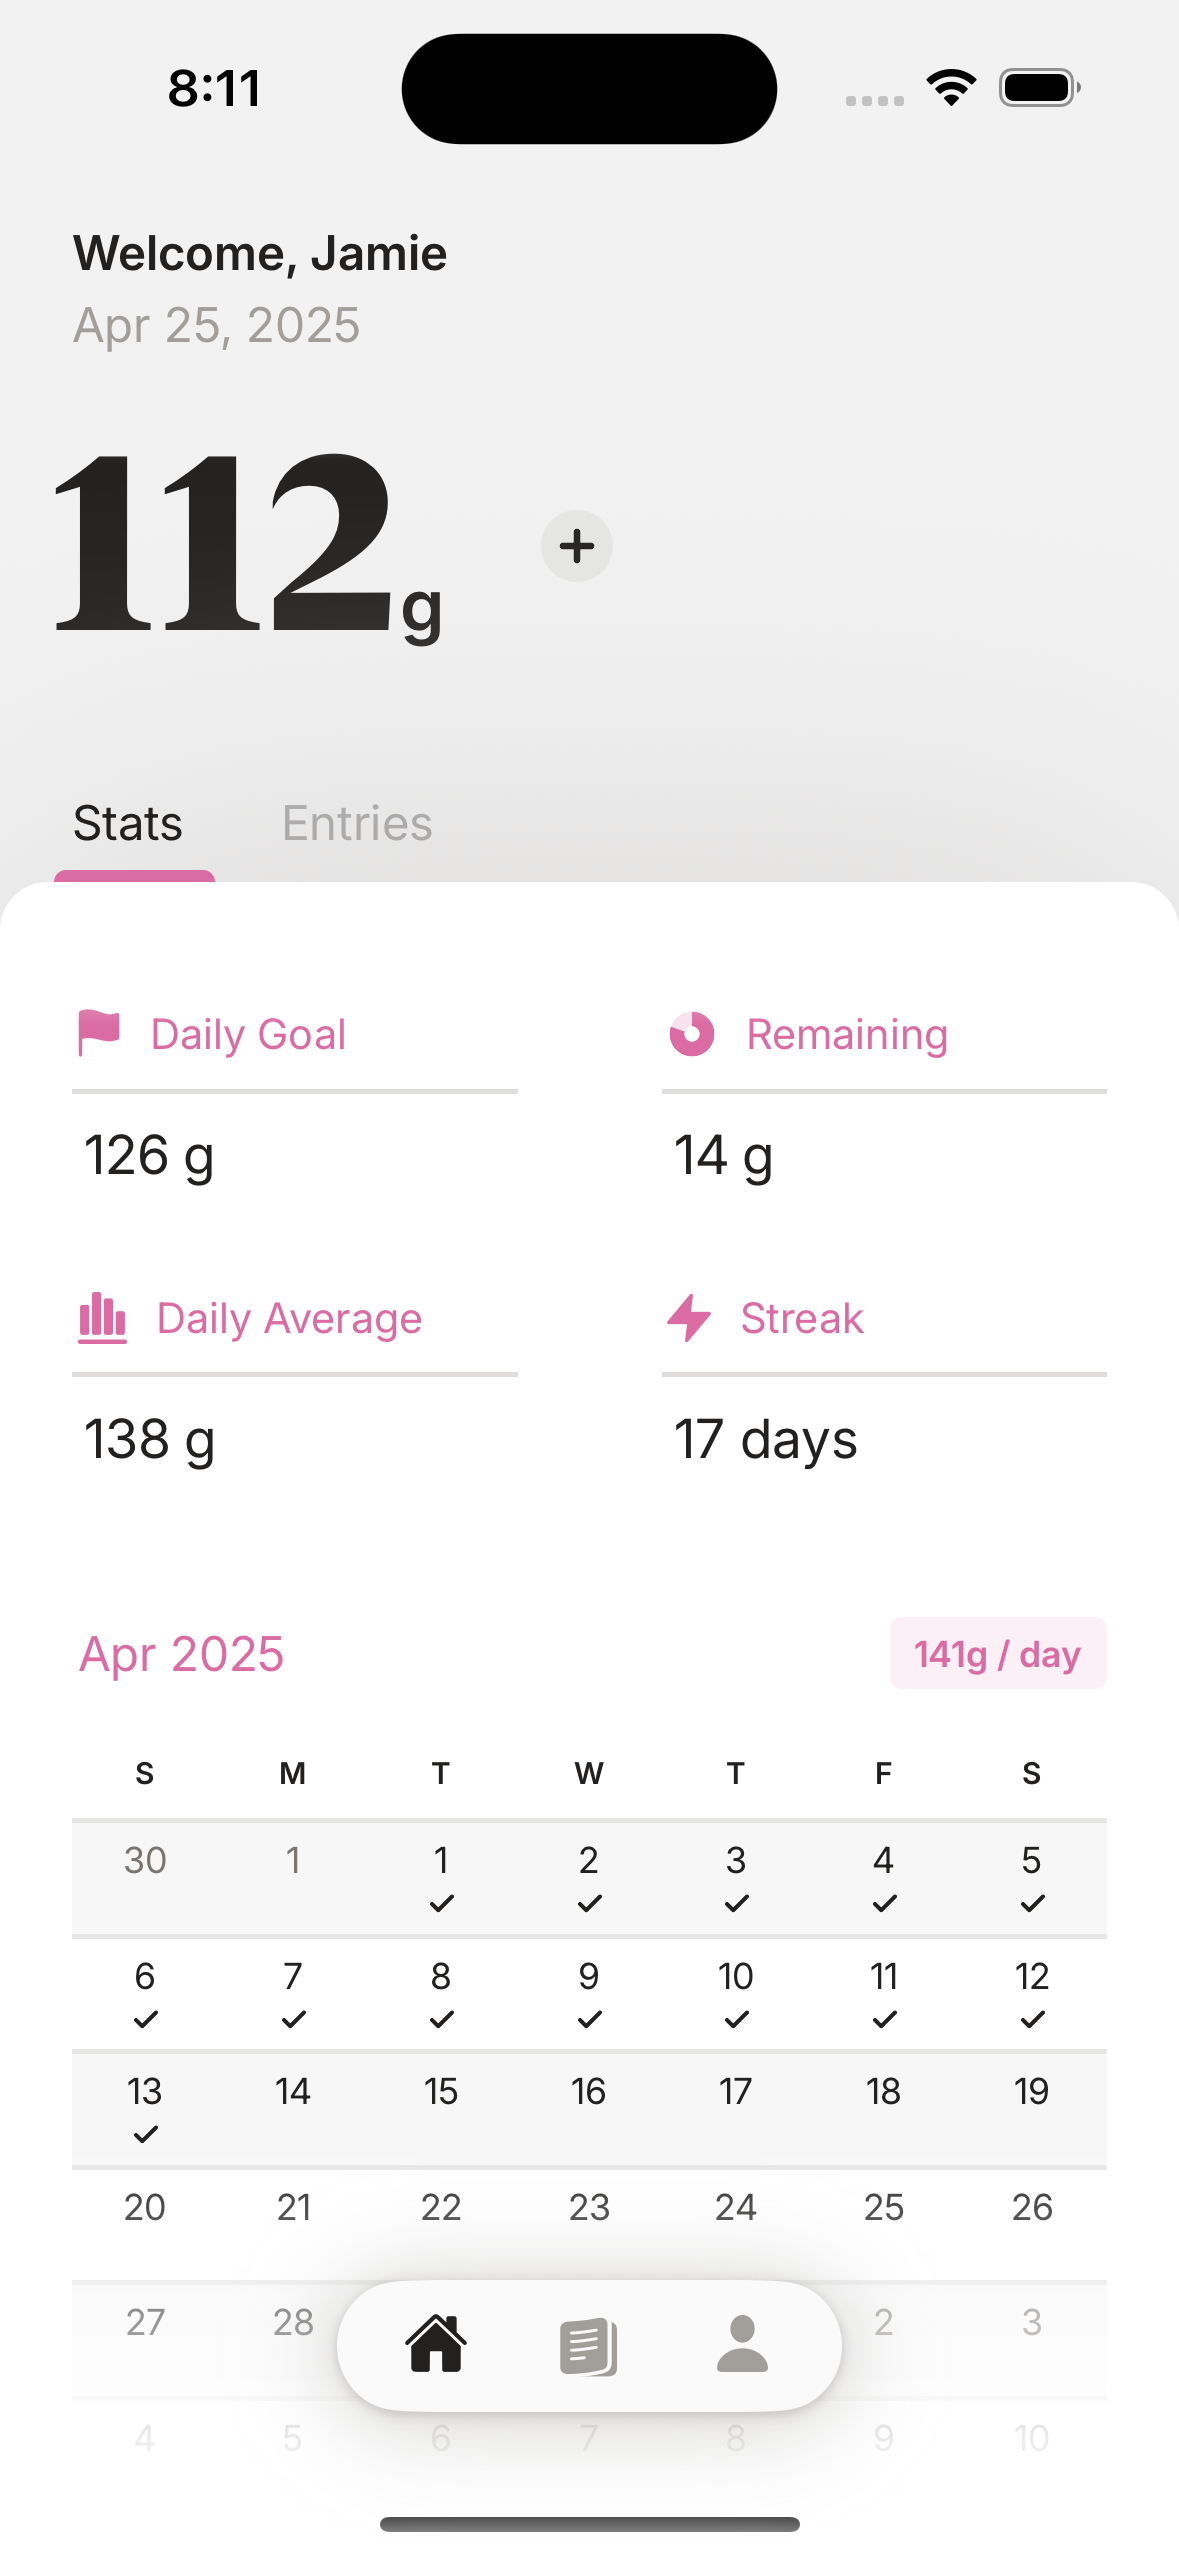 8:11
Welcome, Jamie
Apr 25, 2025
112g
Stats Entries
Daily Goal Remaining
126 g 14 g
Daily Average Streak
138 g 17 days
Apr 2025 141g / day
S M T W T F S
30 1 1 2 3 4 5
6 7 8 9 10 11 12
13 14 15 16 17 18 19
20 21 22 23 24 25 26
27 28 2 3
4 5 6 7 8 9 10